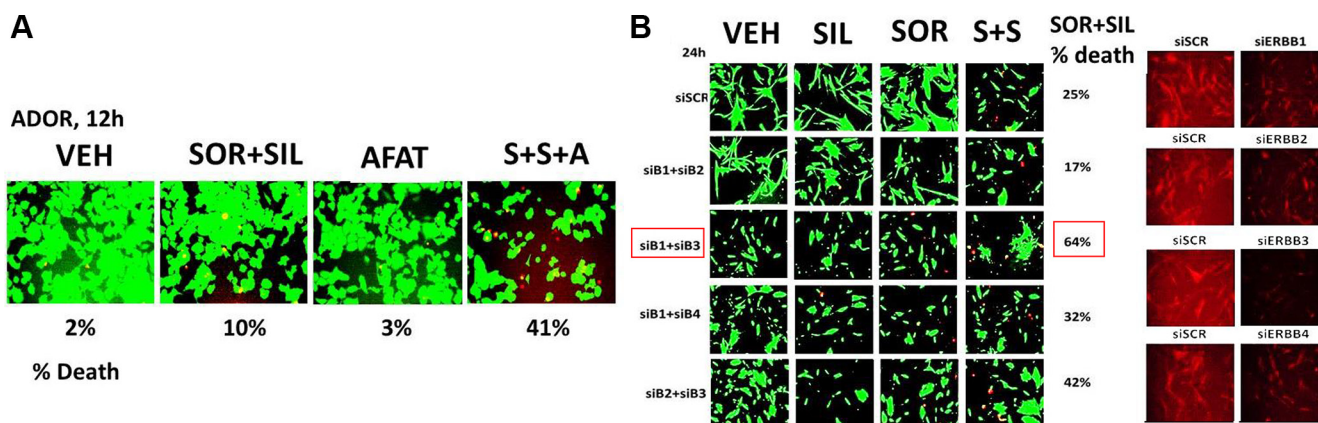 A
ADOR, 12h
VEH SOR+SIL AFAT S+S+A
2% 10% 3% 41%
% Death
B
24h
VEH SIL SOR S+S
SOR+SIL
% death
siSCR
25%
siB1+siB2
17%
siB1+siB3
64%
siB1+siB4
32%
siB2+siB3
42%
siSCR siERBB1
siSCR siERBB2
siSCR siERBB3
siSCR siERBB4